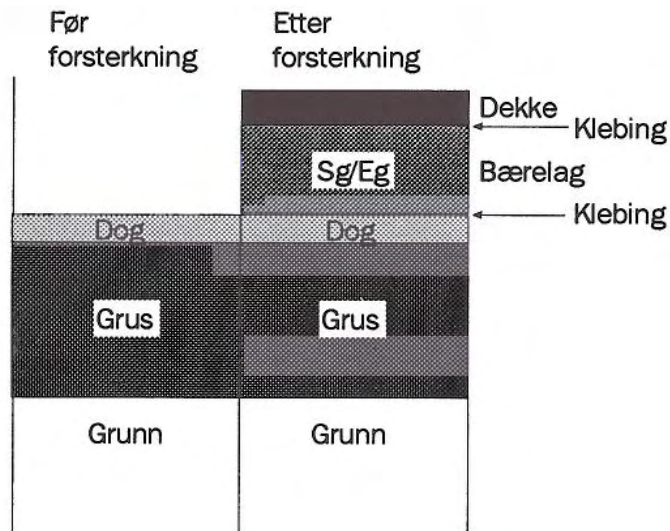 Før
forsterkning
Etter
forsterkning
Dekke
Klebing
Sg/Eg
Bærelag
Klebing
Dog
Dog
Grus
Grus
Grunn
Grunn